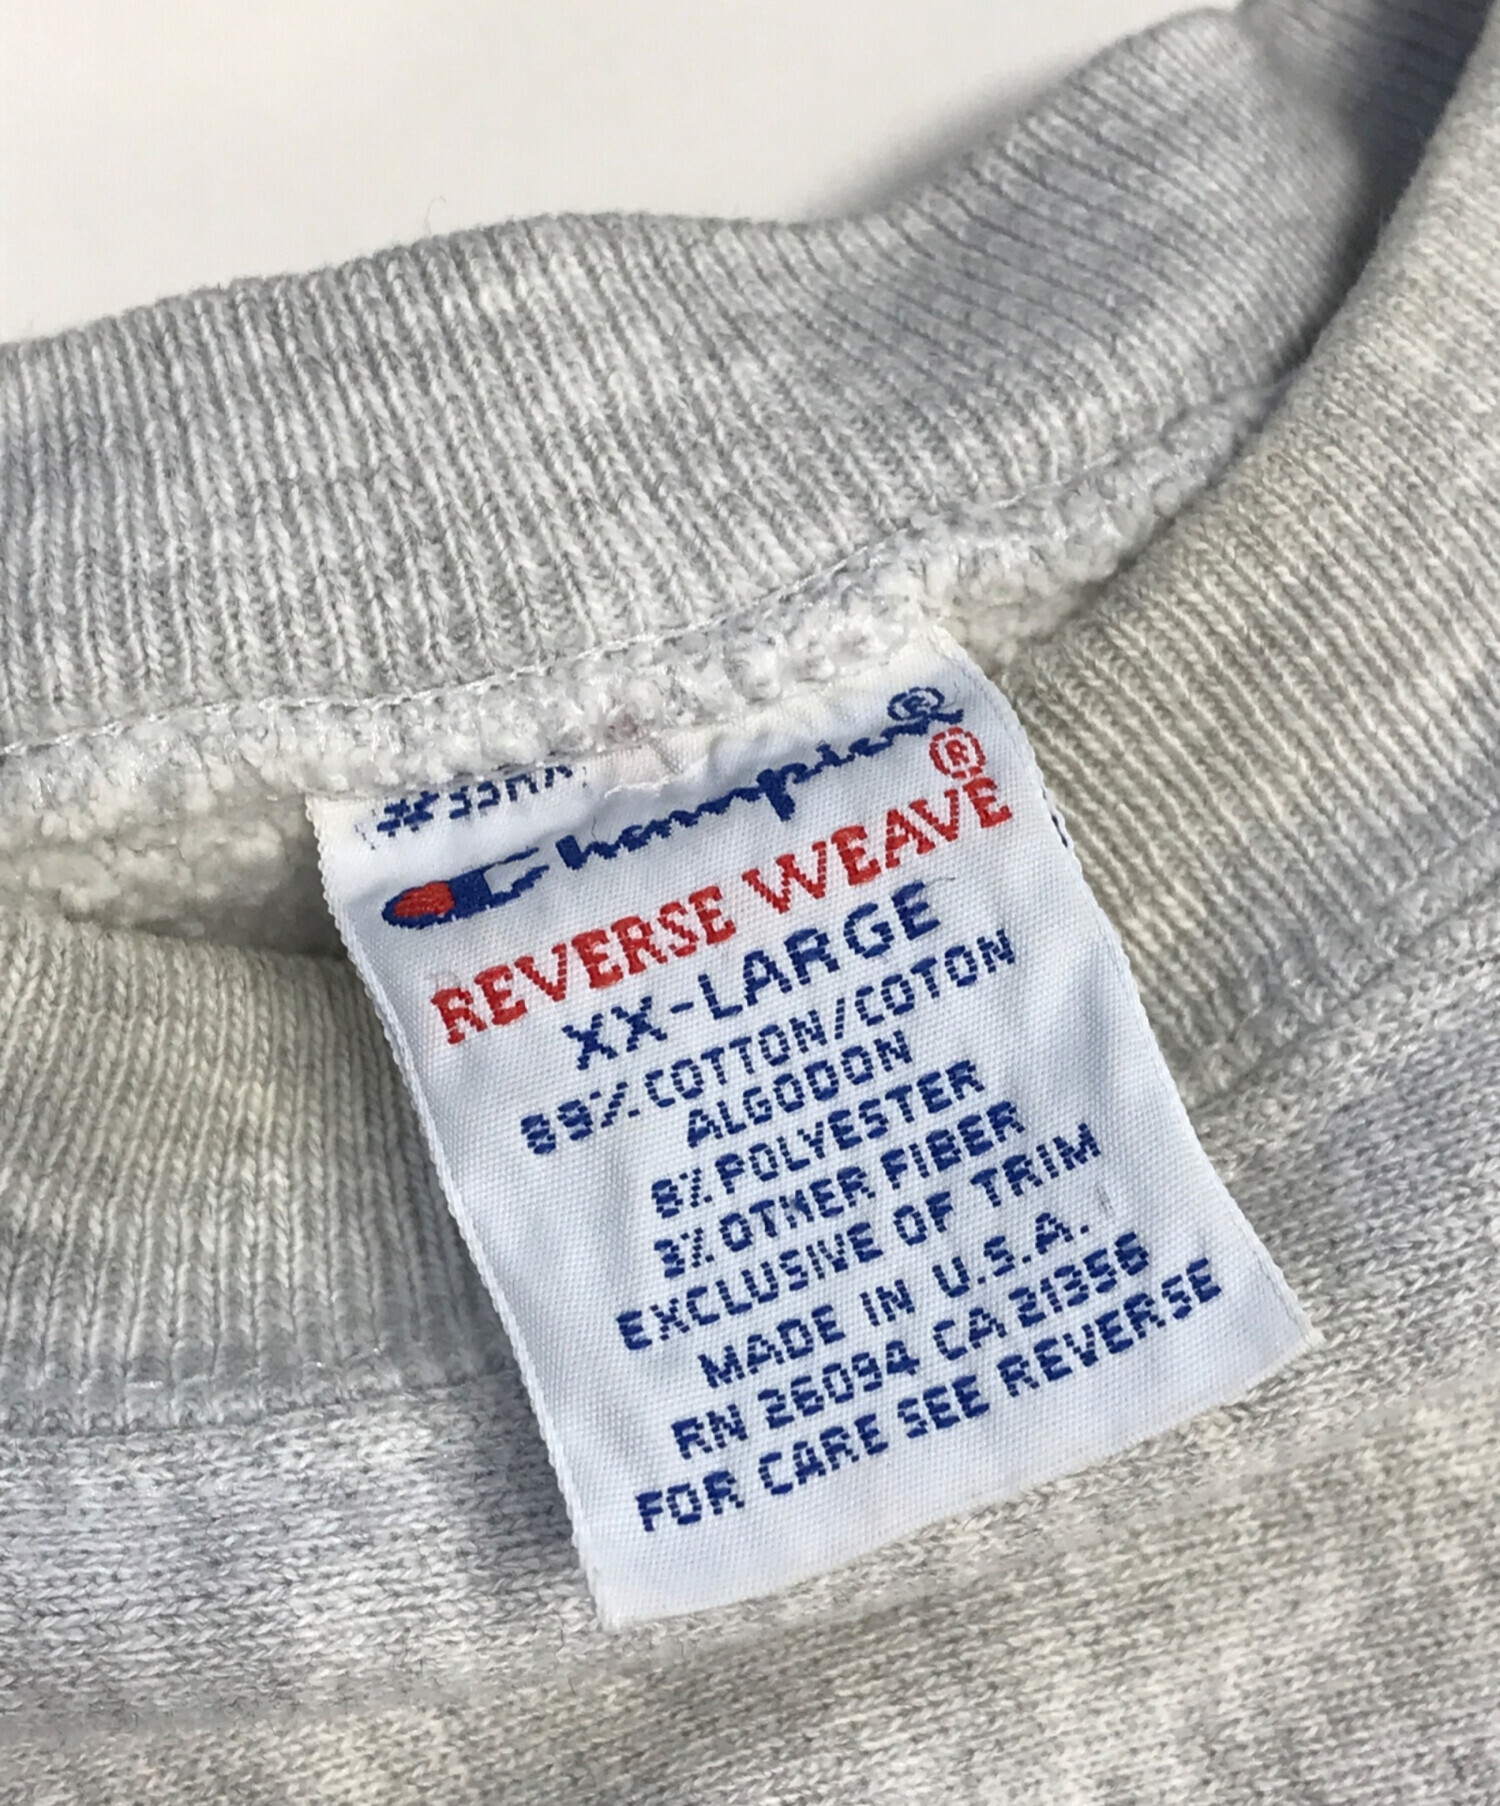 Champion®
REVERSE WEAVE®
XX-LARGE
89% COTTON/COTON
ALGODON
8% POLYESTER
3% OTHER FIBER
EXCLUSIVE OF TRIM
MADE IN U.S.A.
RN 26094 CA 21356
FOR CARE SEE REVERSE